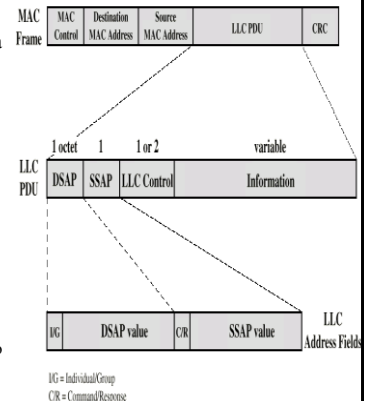 MAC Frame
MAC Control
Destination MAC Address
Source MAC Address
LLC PDU
CRC
1 octet 1 1 or 2 variable
LLC PDU
DSAP SSAP LLC Control Information
I/G DSAP value C/R SSAP value
LLC Address Fields
I/G = Individual/Group
C/R = Command/Response